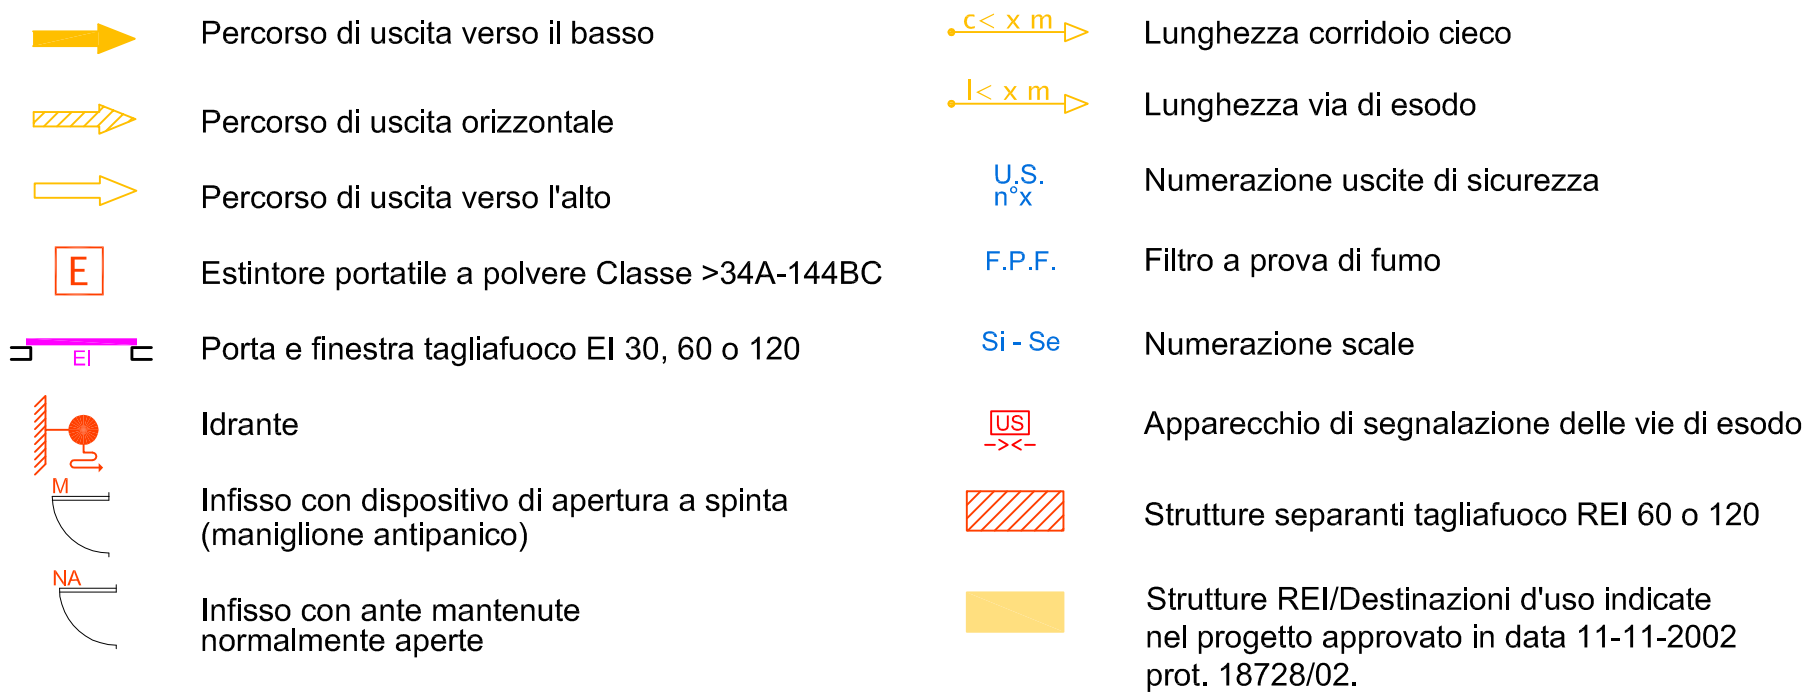 Percorso di uscita verso il basso
Percorso di uscita orizzontale
Percorso di uscita verso l'alto
E
Estintore portatile a polvere Classe >34A-144BC
EI
Porta e finestra tagliafuoco EI 30, 60 o 120
Idrante
M
Infisso con dispositivo di apertura a spinta
(maniglione antipanico)
NA
Infisso con ante mantenute
normalmente aperte
c< x m
Lunghezza corridoio cieco
l< x m
Lunghezza via di esodo
U.S.
n°x
Numerazione uscite di sicurezza
F.P.F.
Filtro a prova di fumo
Si - Se
Numerazione scale
US
Apparecchio di segnalazione delle vie di esodo
Strutture separanti tagliafuoco REI 60 o 120
Strutture REI/Destinazioni d'uso indicate
nel progetto approvato in data 11-11-2002
prot. 18728/02.